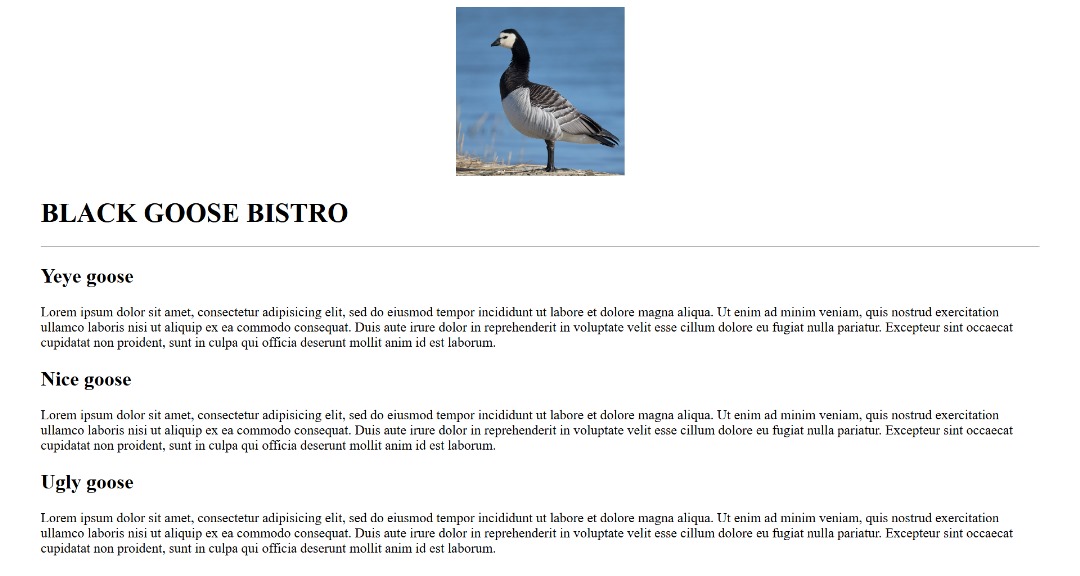 BLACK GOOSE BISTRO
Yeye goose
Lorem ipsum dolor sit amet, consectetur adipisicing elit, sed do eiusmod tempor incididunt ut labore et dolore magna aliqua. Ut enim ad minim veniam, quis nostrud exercitation
ullamco laboris nisi ut aliquip ex ea commodo consequat. Duis aute irure dolor in reprehenderit in voluptate velit esse cillum dolore eu fugiat nulla pariatur. Excepteur sint occaecat
cupidatat non proident, sunt in culpa qui officia deserunt mollit anim id est laborum.
Nice goose
Lorem ipsum dolor sit amet, consectetur adipisicing elit, sed do eiusmod tempor incididunt ut labore et dolore magna aliqua. Ut enim ad minim veniam, quis nostrud exercitation
ullamco laboris nisi ut aliquip ex ea commodo consequat. Duis aute irure dolor in reprehenderit in voluptate velit esse cillum dolore eu fugiat nulla pariatur. Excepteur sint occaecat
cupidatat non proident, sunt in culpa qui officia deserunt mollit anim id est laborum.
Ugly goose
Lorem ipsum dolor sit amet, consectetur adipisicing elit, sed do eiusmod tempor incididunt ut labore et dolore magna aliqua. Ut enim ad minim veniam, quis nostrud exercitation
ullamco laboris nisi ut aliquip ex ea commodo consequat. Duis aute irure dolor in reprehenderit in voluptate velit esse cillum dolore eu fugiat nulla pariatur. Excepteur sint occaecat
cupidatat non proident, sunt in culpa qui officia deserunt mollit anim id est laborum.